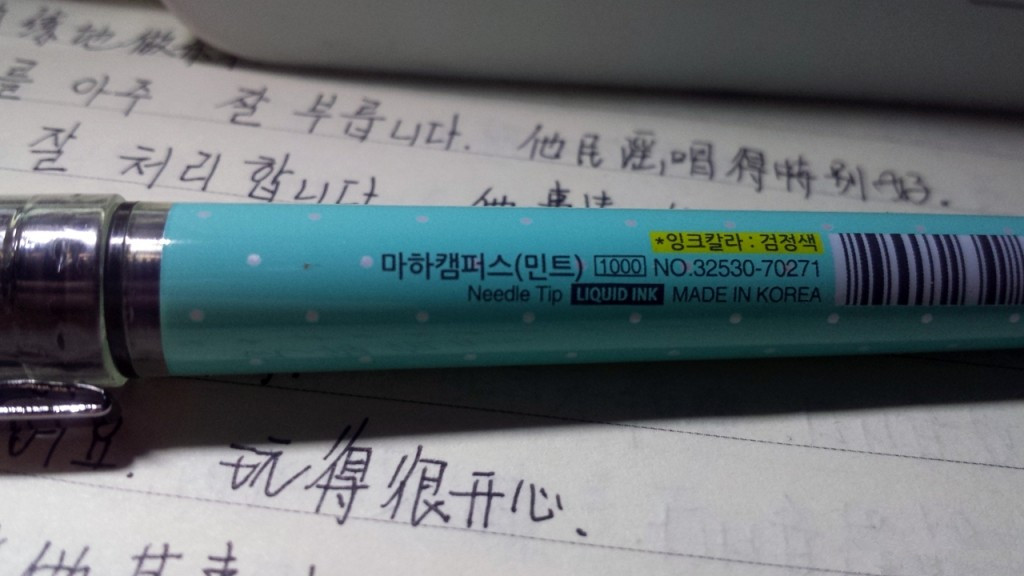 를 아주 잘 부릅니다. 他民谣唱得特别好.
잘 처리합니다
*잉크칼라 : 검정색
마하캠퍼스(민트) 1000 NO.32530-70271
Needle Tip LIQUID INK MADE IN KOREA
玩得很开心.